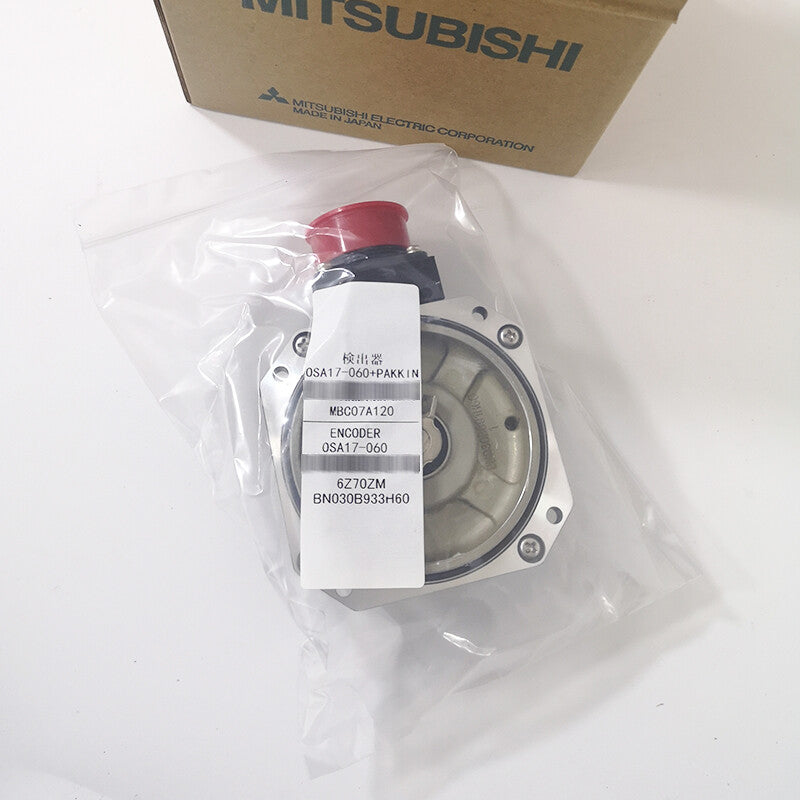 MITSUBISHI
MITSUBISHI ELECTRIC CORPORATION
MADE IN JAPAN
検出器
OSA17-060+PAKKIN
MBC07A120
ENCODER
OSA17-060
6Z70ZM
BN030B933H60